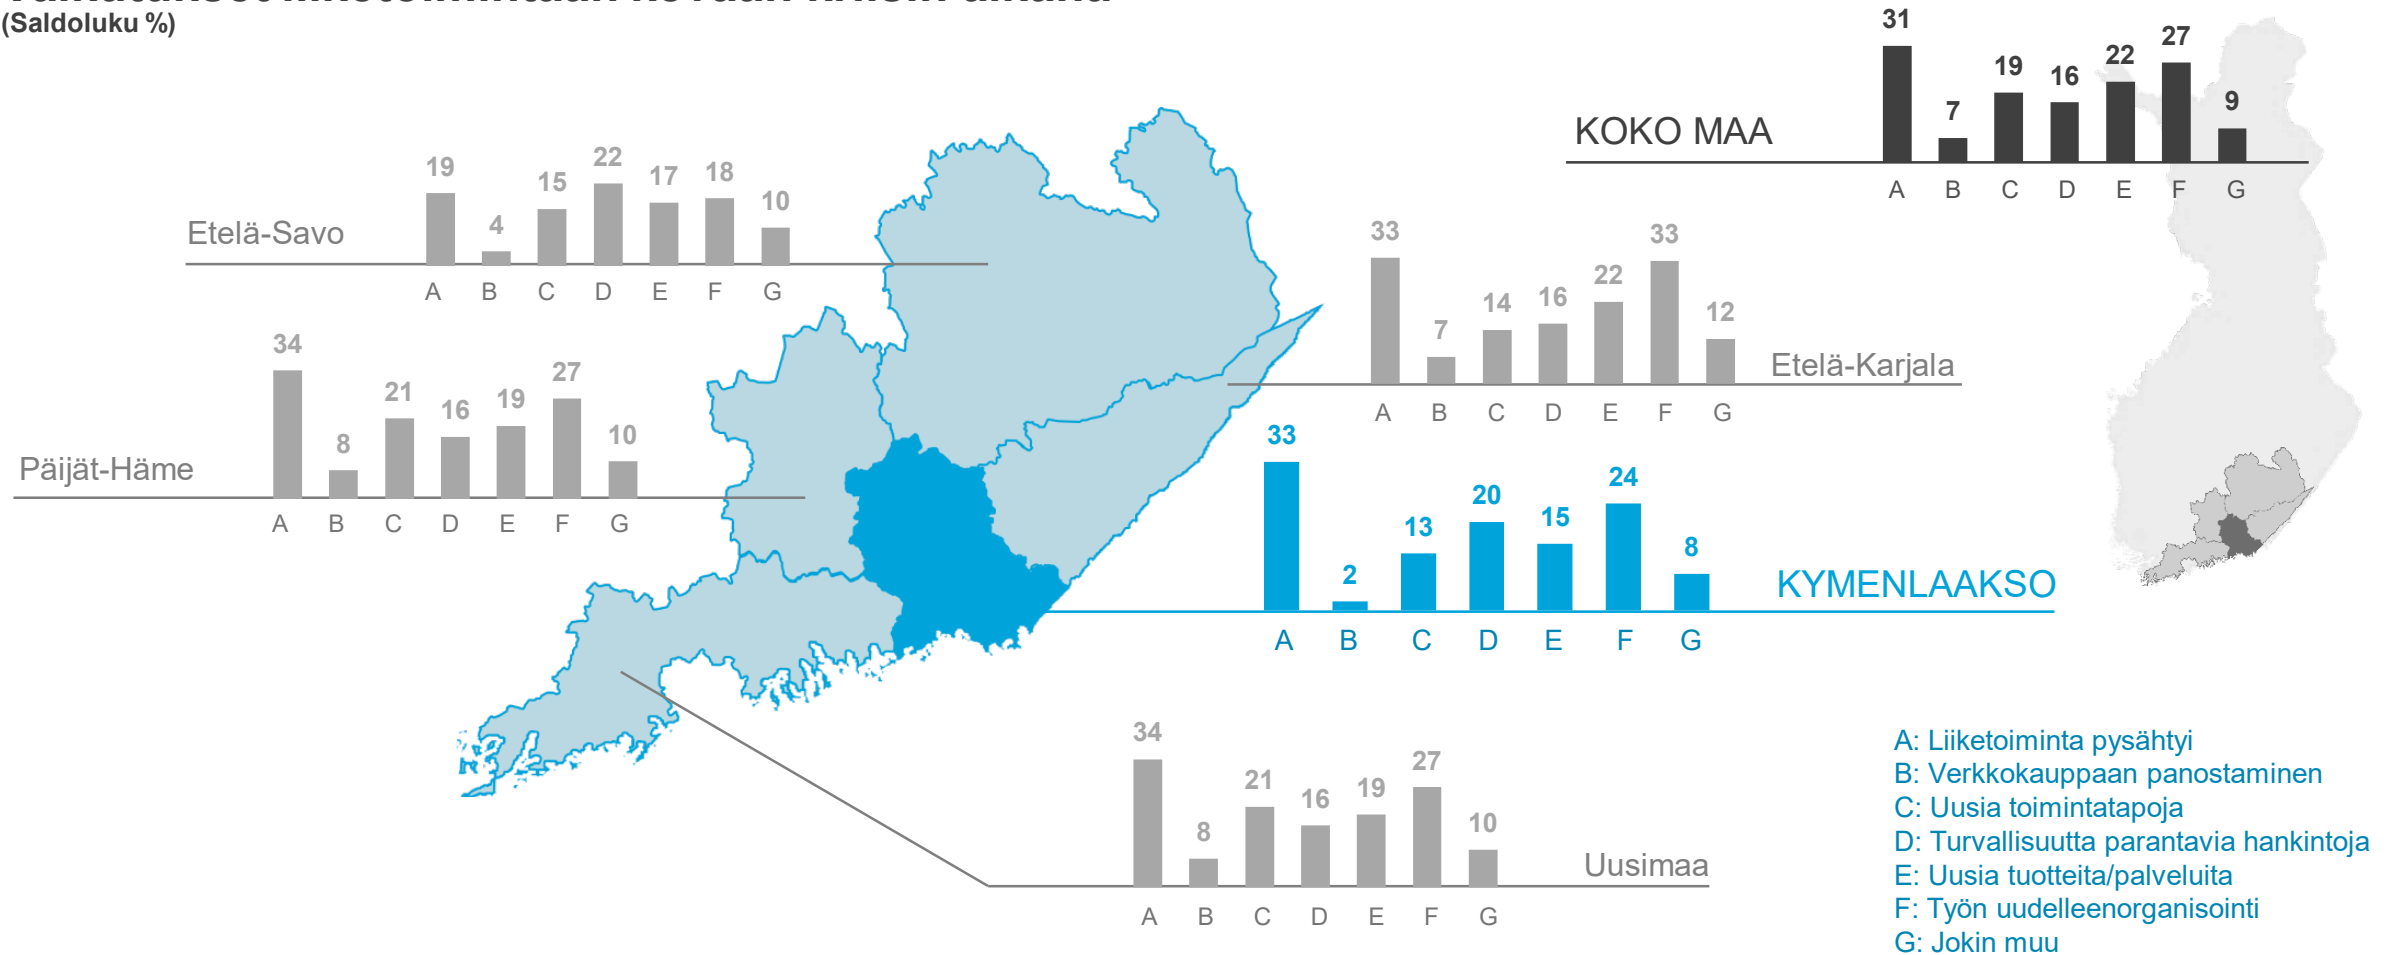 (Saldoluku %)
KOKO MAA
31 7 19 16 22 27 9
A B C D E F G
Etelä-Savo
19 4 15 22 17 18 10
A B C D E F G
Etelä-Karjala
33 7 14 16 22 33 12
A B C D E F G
Päijät-Häme
34 8 21 16 19 27 10
A B C D E F G
KYMENLAAKSO
33 2 13 20 15 24 8
A B C D E F G
Uusimaa
34 8 21 16 19 27 10
A B C D E F G
A: Liiketoiminta pysähtyi
B: Verkkokauppaan panostaminen
C: Uusia toimintatapoja
D: Turvallisuutta parantavia hankintoja
E: Uusia tuotteita/palveluita
F: Työn uudelleenorganisointi
G: Jokin muu